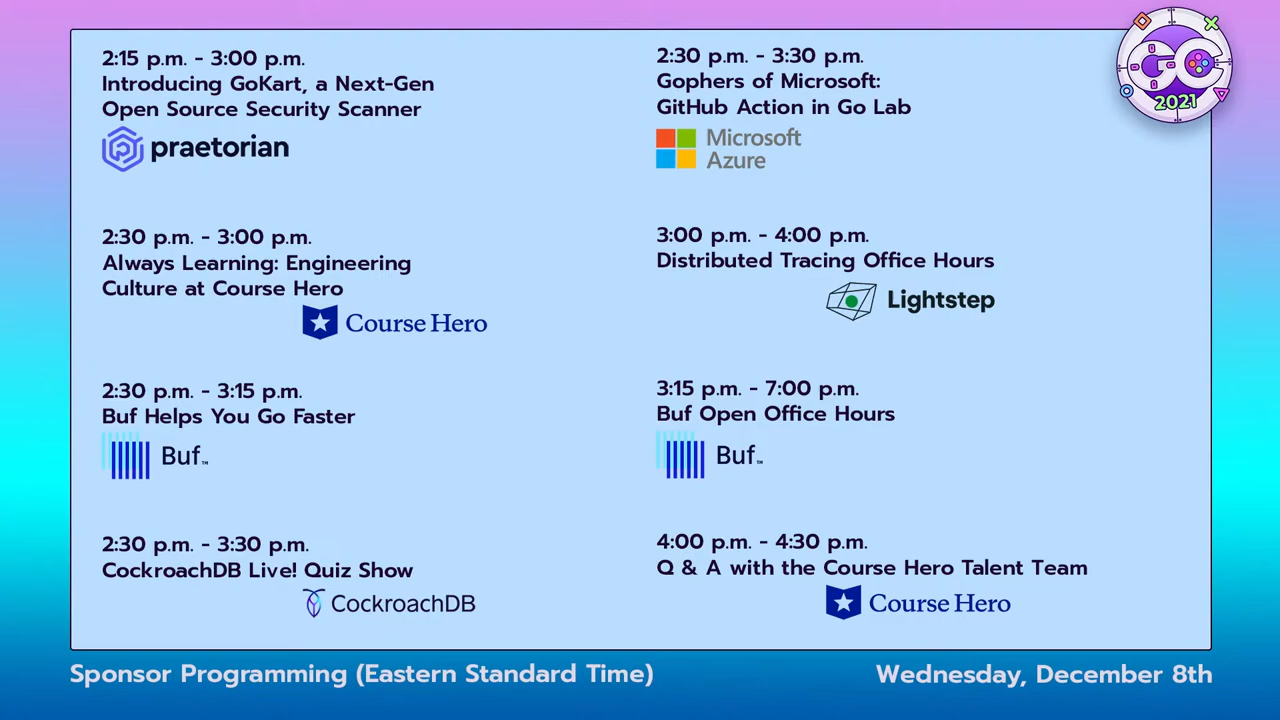 2:15 p.m. - 3:00 p.m.
Introducing GoKart, a Next-Gen
Open Source Security Scanner
praetorian
2:30 p.m. - 3:00 p.m.
Always Learning: Engineering
Culture at Course Hero
Course Hero
2:30 p.m. - 3:15 p.m.
Buf Helps You Go Faster
Buf™
2:30 p.m. - 3:30 p.m.
CockroachDB Live! Quiz Show
CockroachDB
2:30 p.m. - 3:30 p.m.
Gophers of Microsoft:
GitHub Action in Go Lab
Microsoft
Azure
3:00 p.m. - 4:00 p.m.
Distributed Tracing Office Hours
Lightstep
3:15 p.m. - 7:00 p.m.
Buf Open Office Hours
Buf™
4:00 p.m. - 4:30 p.m.
Q & A with the Course Hero Talent Team
Course Hero
GC
2021
Sponsor Programming (Eastern Standard Time)
Wednesday, December 8th